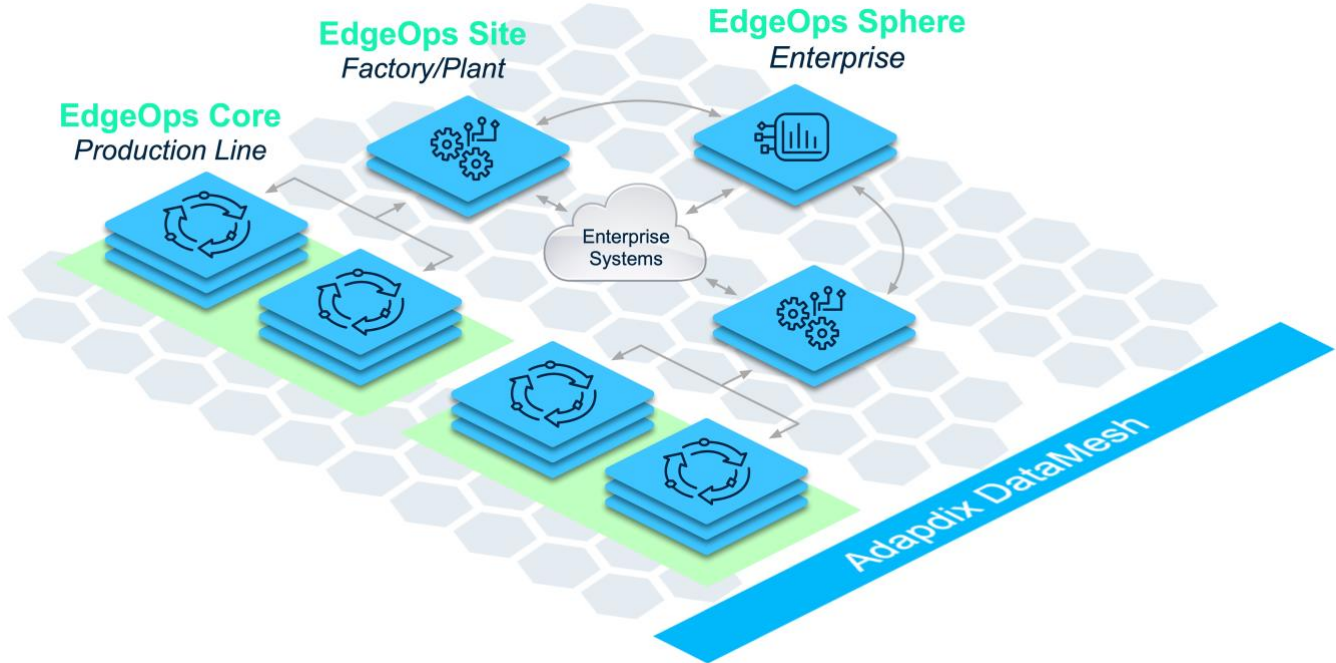 EdgeOps Sphere
Enterprise
EdgeOps Site
Factory/Plant
EdgeOps Core
Production Line
Enterprise
Systems
Adapdix DataMesh